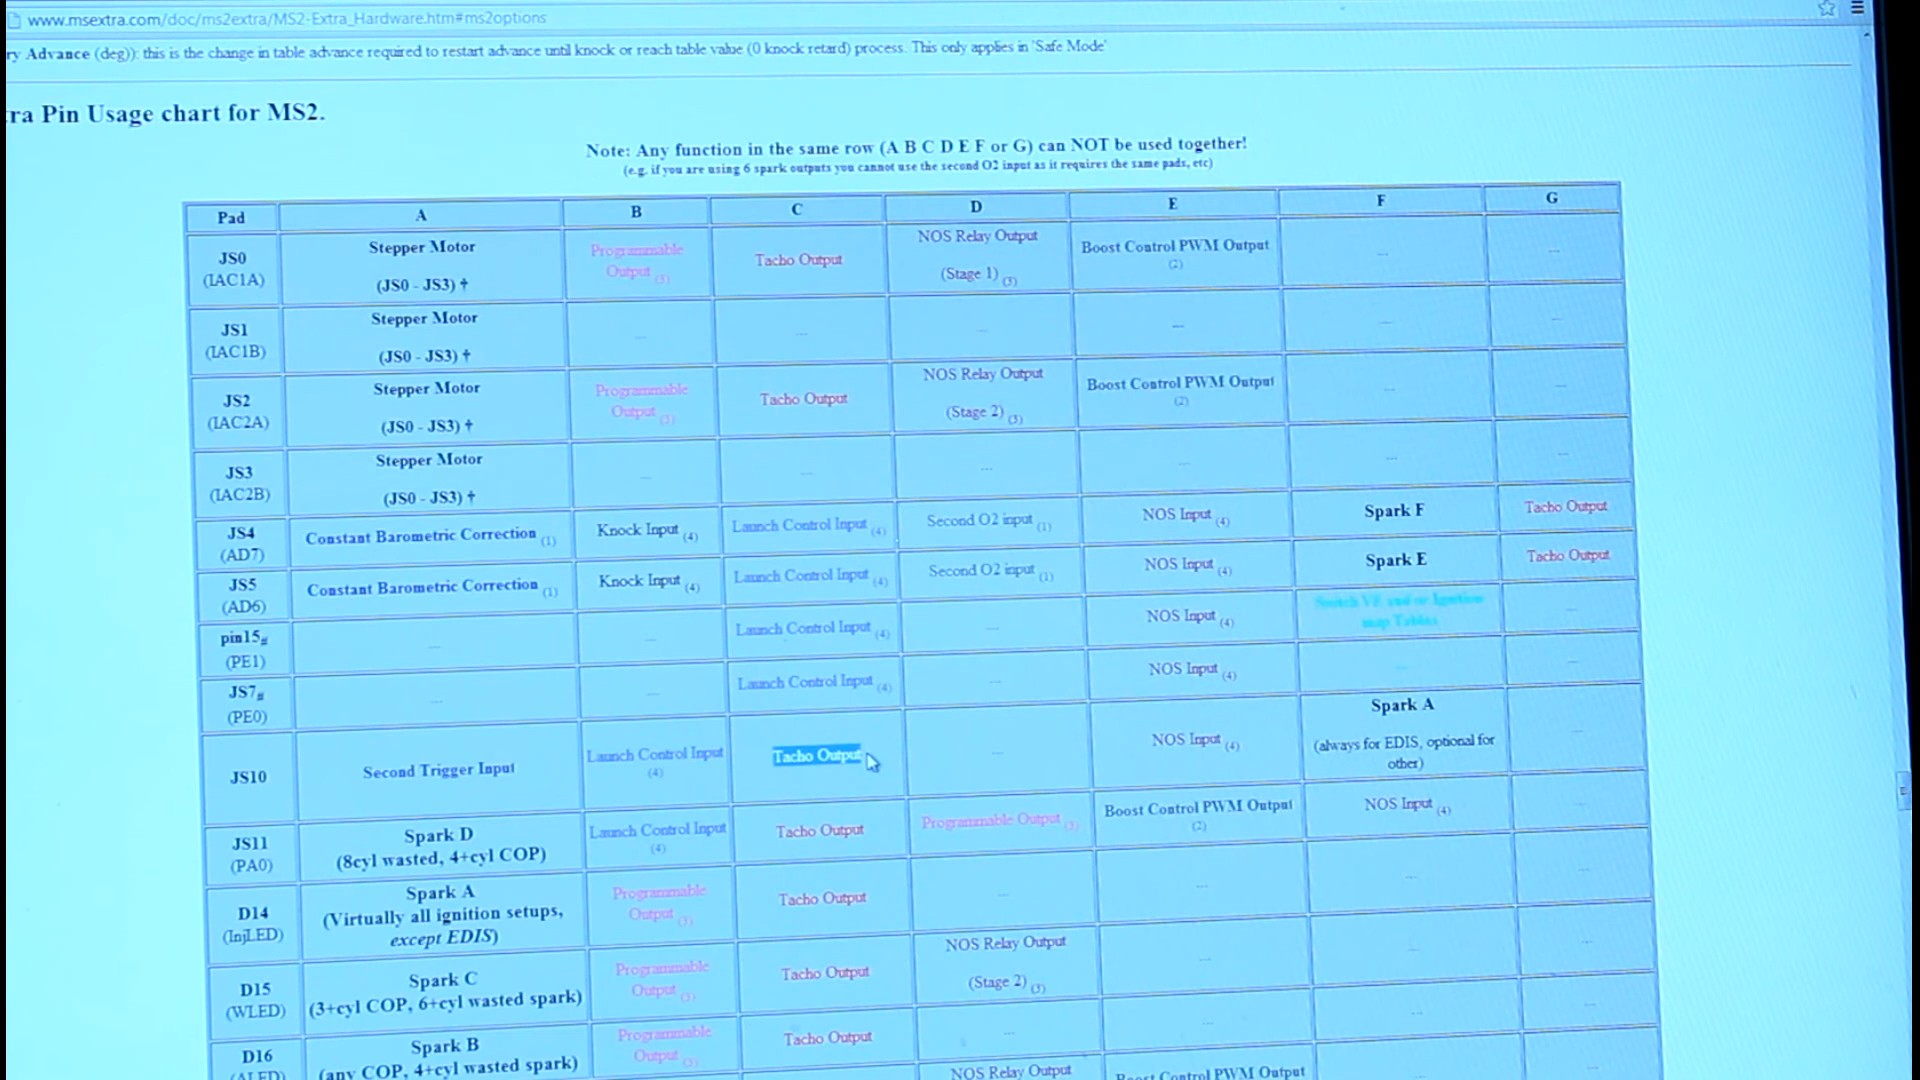 www.msextra.com/doc/ms2extra/MS2-Extra_Hardware.htm#ms2options
ry Advance (deg)): this is the change in table advance required to restart advance until knock or reach table value (0 knock retard) process. This only applies in 'Safe Mode'
ra Pin Usage chart for MS2.
Note: Any function in the same row (A B C D E F or G) can NOT be used together!
(e.g. if you are using 6 spark outputs you cannot use the second O2 input as it requires the same pads, etc)
Pad A B C D E F G
JS0 (IAC1A) Stepper Motor (JS0 - JS3) † Programmable Output (3) Tacho Output NOS Relay Output (Stage 1) (3) Boost Control PWM Output (2) ... ...
JS1 (IAC1B) Stepper Motor (JS0 - JS3) † ... ... ... ... ... ...
JS2 (IAC2A) Stepper Motor (JS0 - JS3) † Programmable Output (3) Tacho Output NOS Relay Output (Stage 2) (3) Boost Control PWM Output (2) ... ...
JS3 (IAC2B) Stepper Motor (JS0 - JS3) † ... ... ... ... ... ...
JS4 (AD7) Constant Barometric Correction (1) Knock Input (4) Launch Control Input (4) Second O2 input (1) NOS Input (4) Spark F Tacho Output
JS5 (AD6) Constant Barometric Correction (1) Knock Input (4) Launch Control Input (4) Second O2 input (1) NOS Input (4) Spark E Tacho Output
pin15# (PE1) ... ... Launch Control Input (4) ... NOS Input (4) Switch VE and or Ignition map Tables ...
JS7# (PE0) ... ... Launch Control Input (4) ... NOS Input (4) ... ...
JS10 Second Trigger Input Launch Control Input (4) Tacho Output ... NOS Input (4) Spark A (always for EDIS, optional for other) ...
JS11 (PA0) Spark D (8cyl wasted, 4+cyl COP) Launch Control Input (4) Tacho Output Programmable Output (3) Boost Control PWM Output (2) NOS Input (4) ...
D14 (InjLED) Spark A (Virtually all ignition setups, except EDIS) Programmable Output (3) Tacho Output ... ... ... ...
D15 (WLED) Spark C (3+cyl COP, 6+cyl wasted spark) Programmable Output (3) Tacho Output NOS Relay Output (Stage 2) (3) ... ... ...
D16 (ALED) Spark B (any COP, 4+cyl wasted spark) Programmable Output (3) Tacho Output ... ... ... ...
NOS Relay Output Boost Control PWM Output